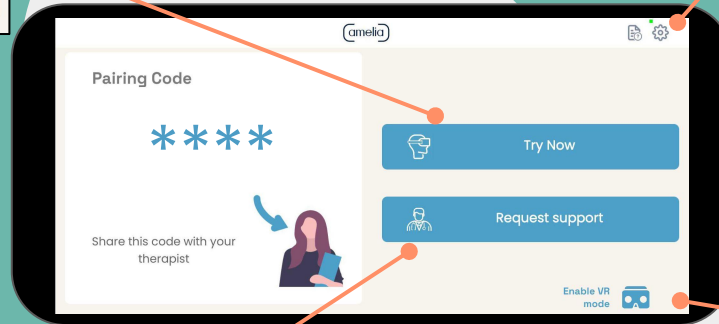 amelia
Pairing Code
****
Share this code with your
therapist
Try Now
Request support
Enable VR
mode